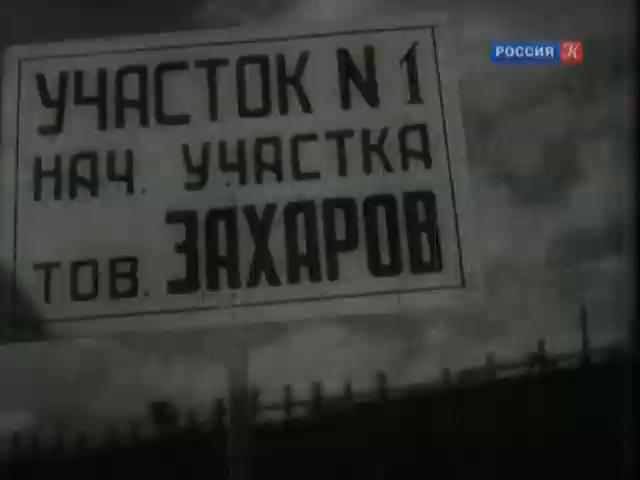 РОССИЯ К
УЧАСТОК N 1
НАЧ. УЧАСТКА
ТОВ. ЗАХАРОВ